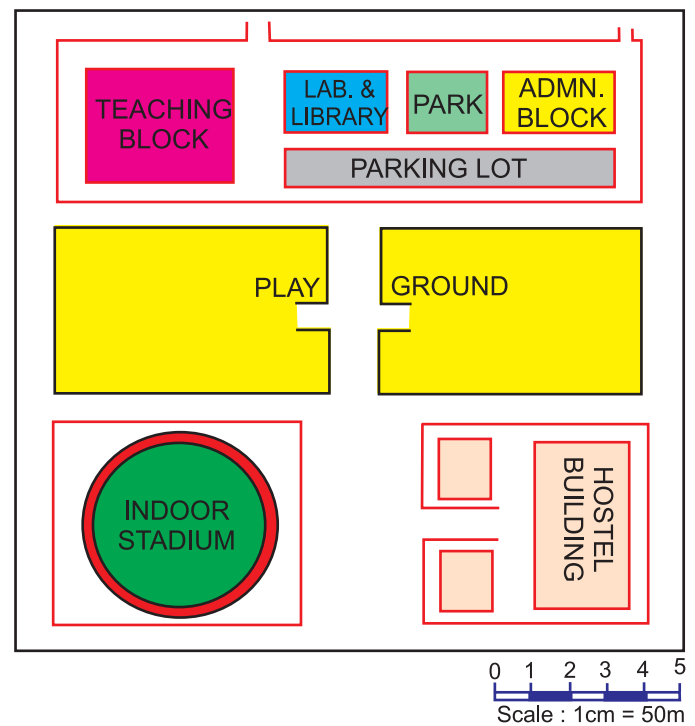 TEACHING
BLOCK
LAB. &
LIBRARY
PARK
ADMN.
BLOCK
PARKING LOT
PLAY GROUND
INDOOR
STADIUM
HOSTEL
BUILDING
0 1 2 3 4 5
Scale : 1cm = 50m